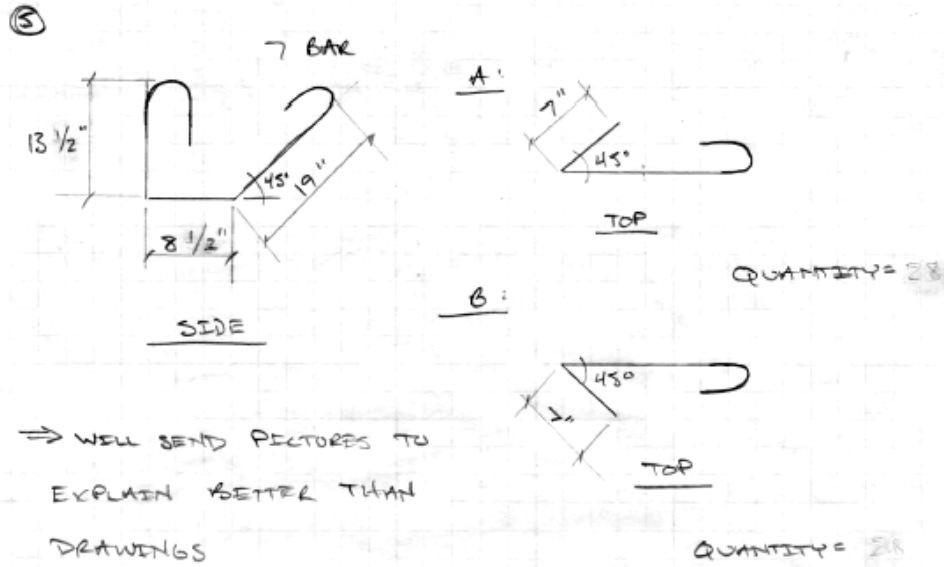 5
7 BAR
13 1/2"
45°
19"
8 1/2"
SIDE
A:
7"
45°
TOP
QUANTITY = 28
B:
45°
TOP
QUANTITY =
⇒ WILL SEND PICTURES TO
EXPLAIN BETTER THAN
DRAWINGS